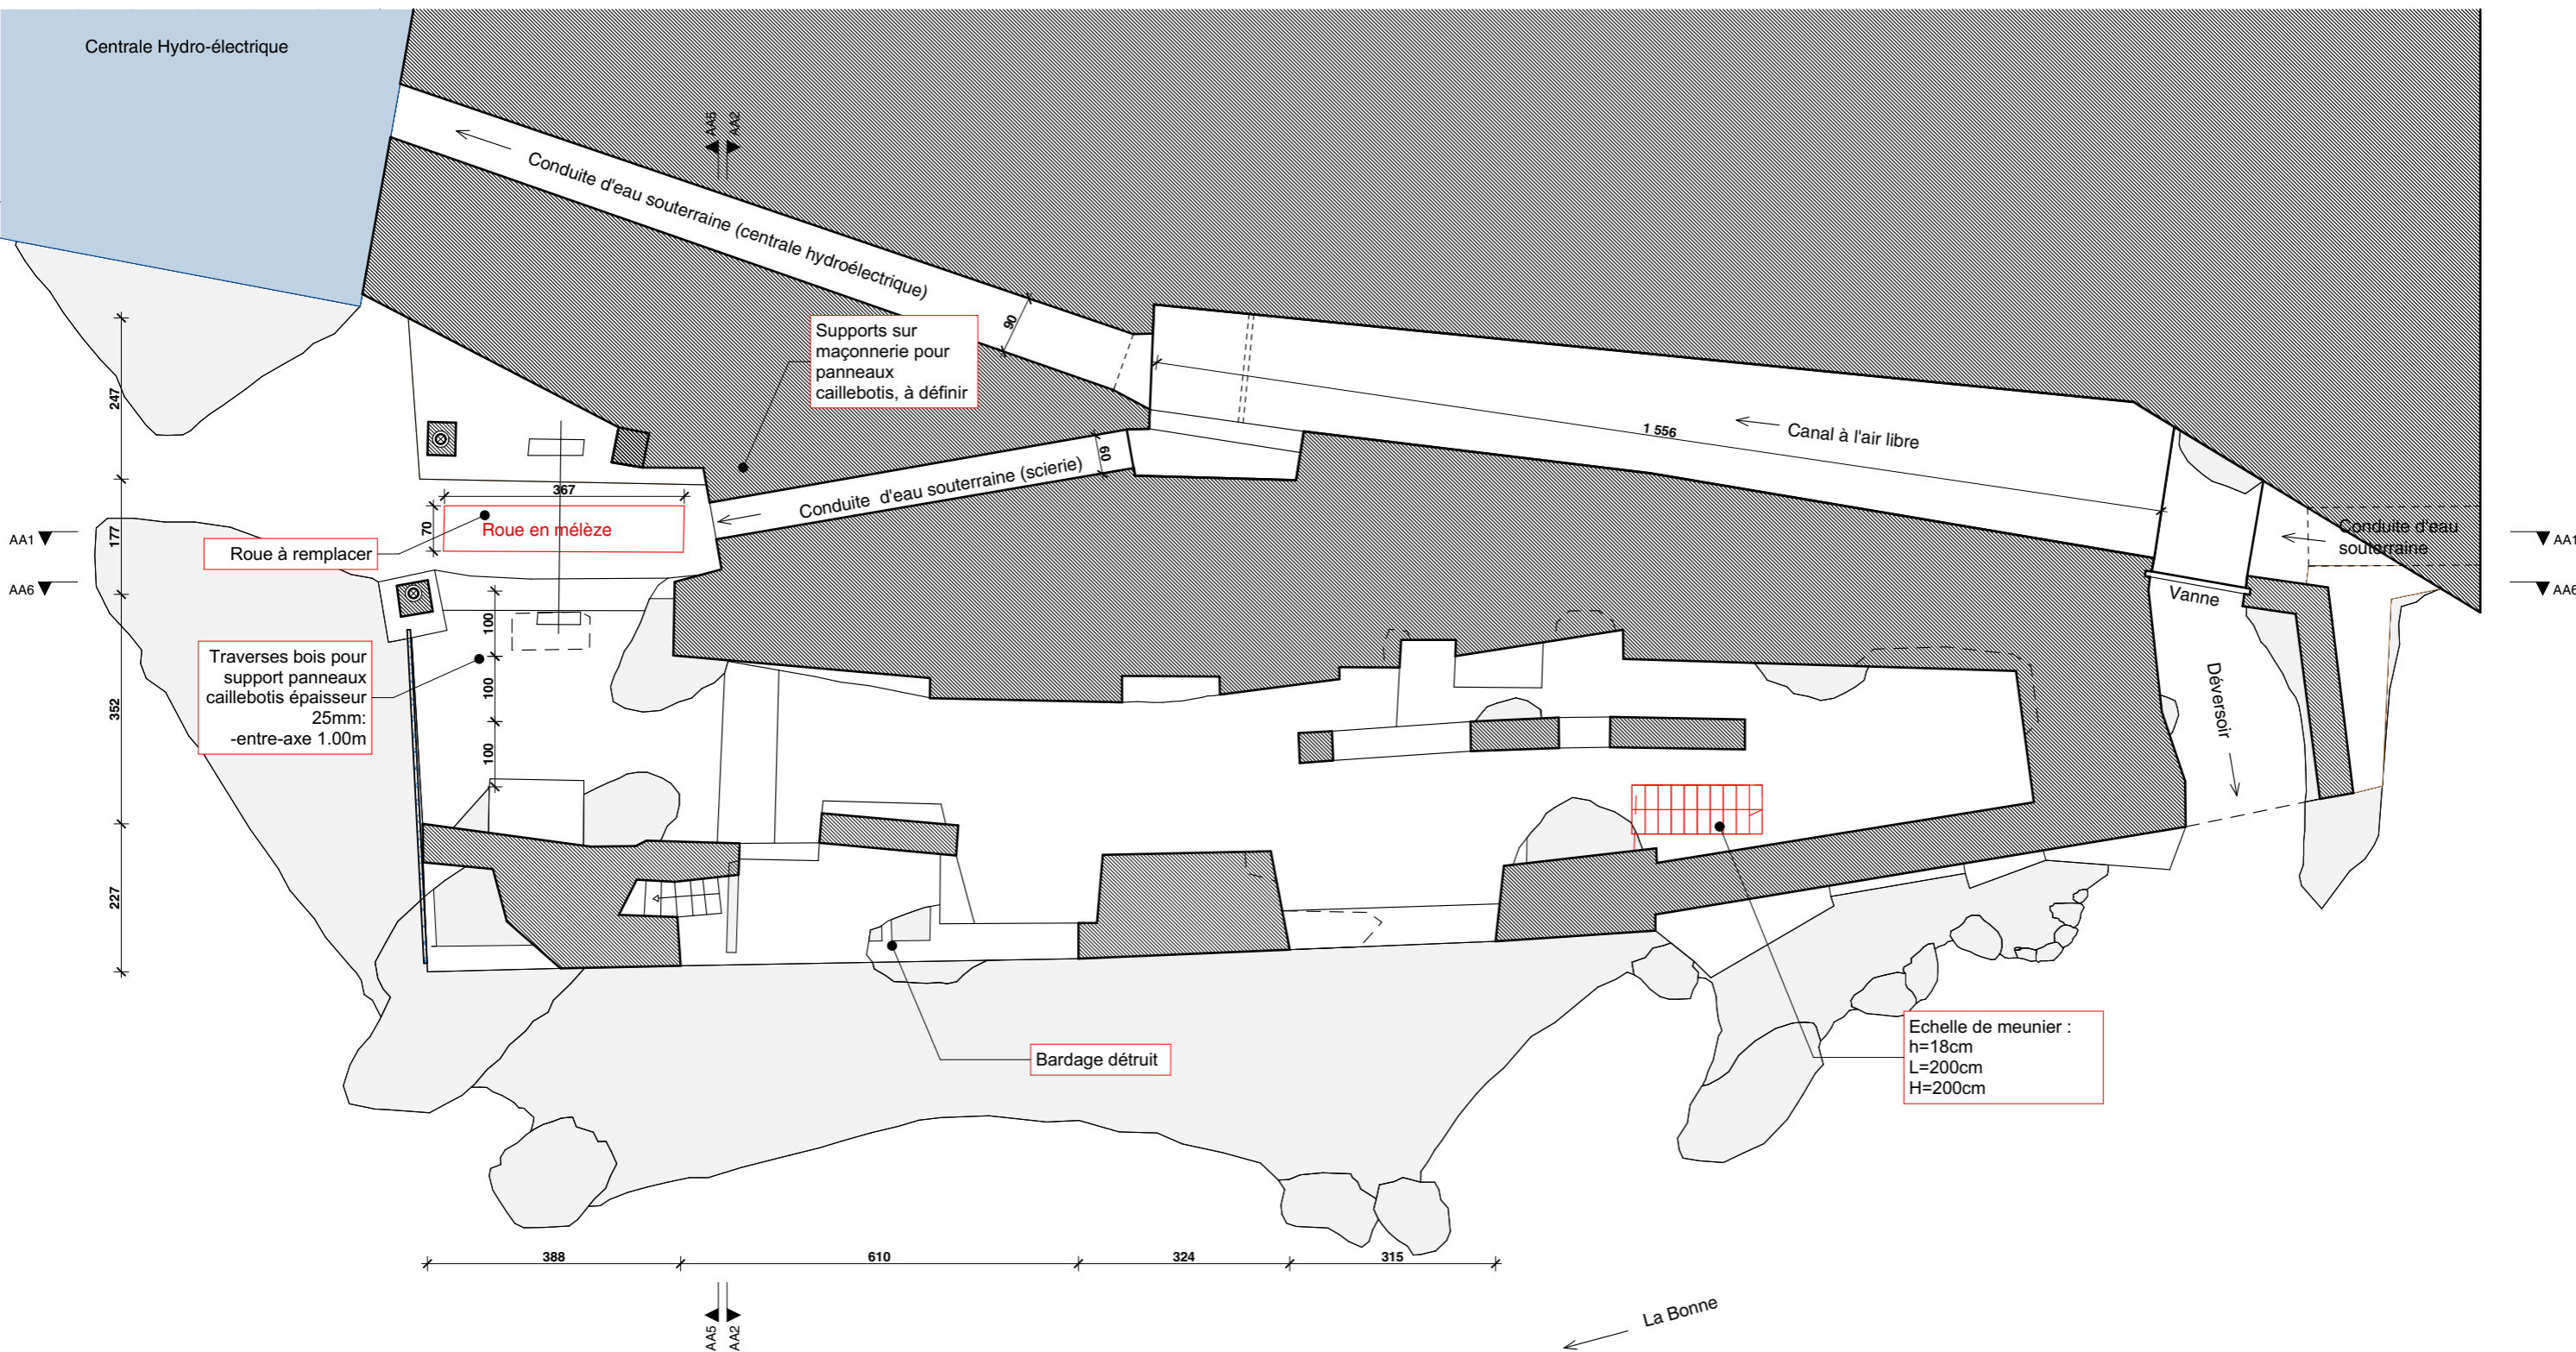 Centrale Hydro-électrique
AA5
AA2
Conduite d'eau souterraine (centrale hydroélectrique)
90
Supports sur
maçonnerie pour
panneaux
caillebotis, à définir
1 556
Canal à l'air libre
247
60
Conduite d'eau souterraine (scierie)
367
70
Roue en mélèze
Roue à remplacer
177
AA1
AA6
Conduite d'eau
souterraine
AA1
AA6
Vanne
Déversoir
100
100
100
Traverses bois pour
support panneaux
caillebotis épaisseur
25mm:
-entre-axe 1.00m
352
227
Bardage détruit
Echelle de meunier :
h=18cm
L=200cm
H=200cm
388
610
324
315
AA5
AA2
La Bonne